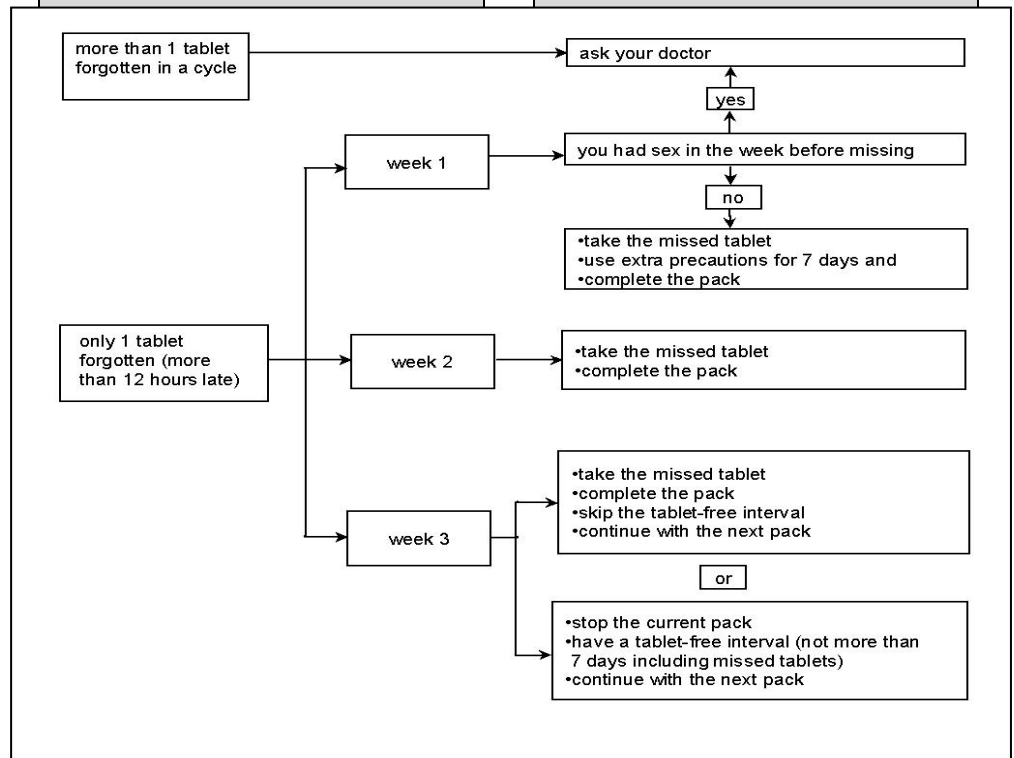 more than 1 tablet
forgotten in a cycle
ask your doctor
yes
week 1
you had sex in the week before missing
no
•take the missed tablet
•use extra precautions for 7 days and
•complete the pack
only 1 tablet
forgotten (more
than 12 hours late)
week 2
•take the missed tablet
•complete the pack
week 3
•take the missed tablet
•complete the pack
•skip the tablet-free interval
•continue with the next pack
or
•stop the current pack
•have a tablet-free interval (not more than
7 days including missed tablets)
•continue with the next pack